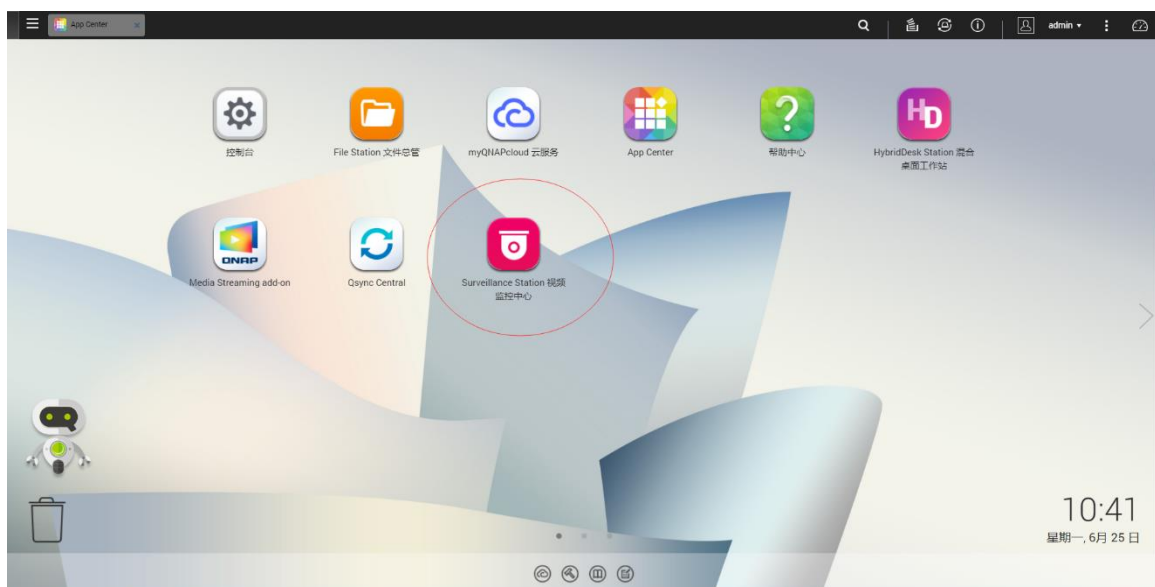 App Center
admin
控制台
File Station 文件总管
myQNAPcloud 云服务
App Center
帮助中心
HybridDesk Station 混合
桌面工作站
QNAP
Media Streaming add-on
Qsync Central
Surveillance Station 视频
监控中心
10:41
星期一, 6月 25 日